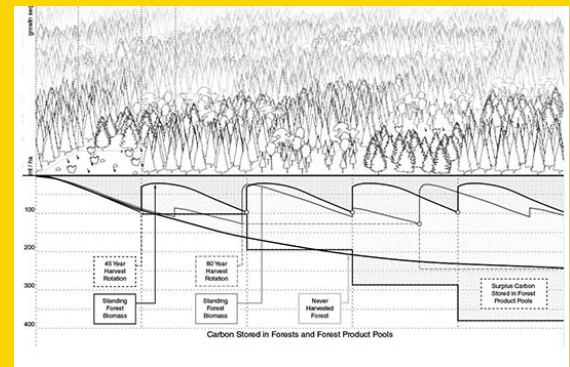 growth seq
mt / ha
100
200
300
400
45 Year
Harvest
Rotation
80 Year
Harvest
Rotation
Standing
Forest
Biomass
Standing
Forest
Biomass
Never
Harvested
Forest
Surplus Carbon
Stored in Forest
Product Pools
Carbon Stored in Forests and Forest Product Pools